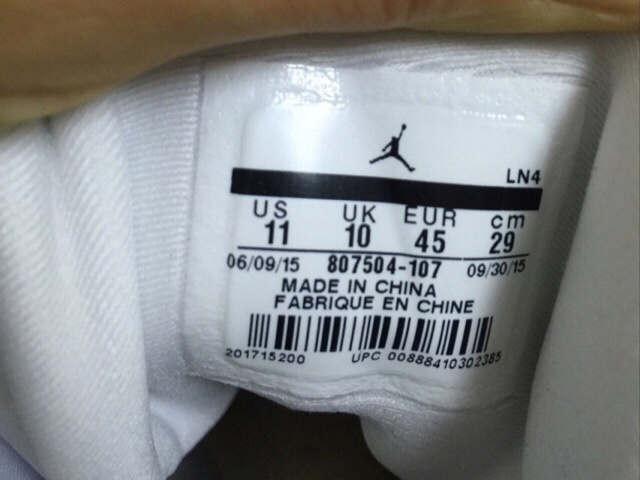 LN4
US UK EUR cm
11 10 45 29
06/09/15 807504-107 09/30/15
MADE IN CHINA
FABRIQUE EN CHINE
201715200 UPC 00888410302385